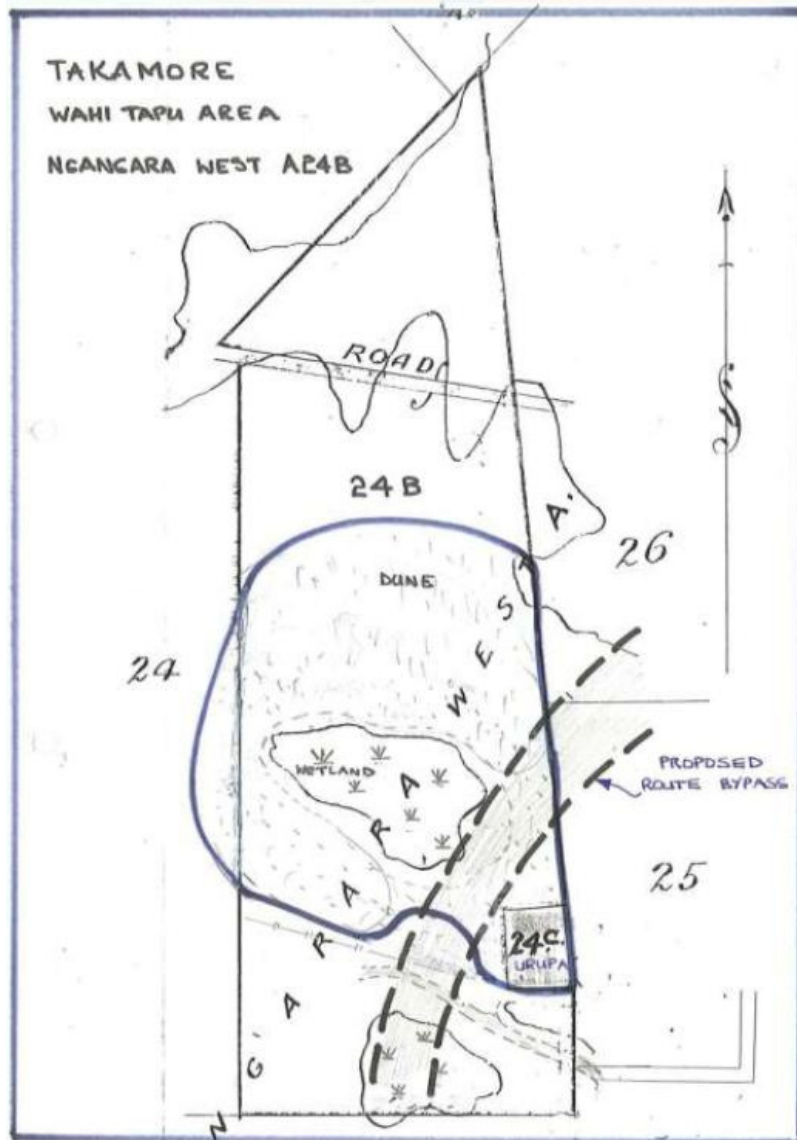 TAKAMORE
WAHI TAPU AREA
NGANGARA WEST A24B
ROAD
24B
A.
26
DUNE
24
WETLAND
PROPOSED
ROUTE BYPASS
25
24C.
URUPA
NGARARA WEST